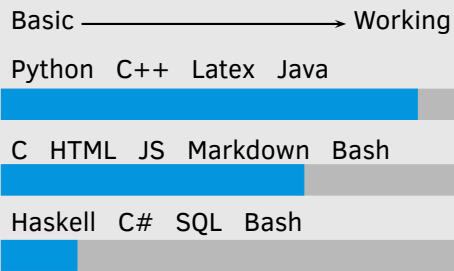 Basic Working
Python C++ Latex Java
C HTML JS Markdown Bash
Haskell C# SQL Bash